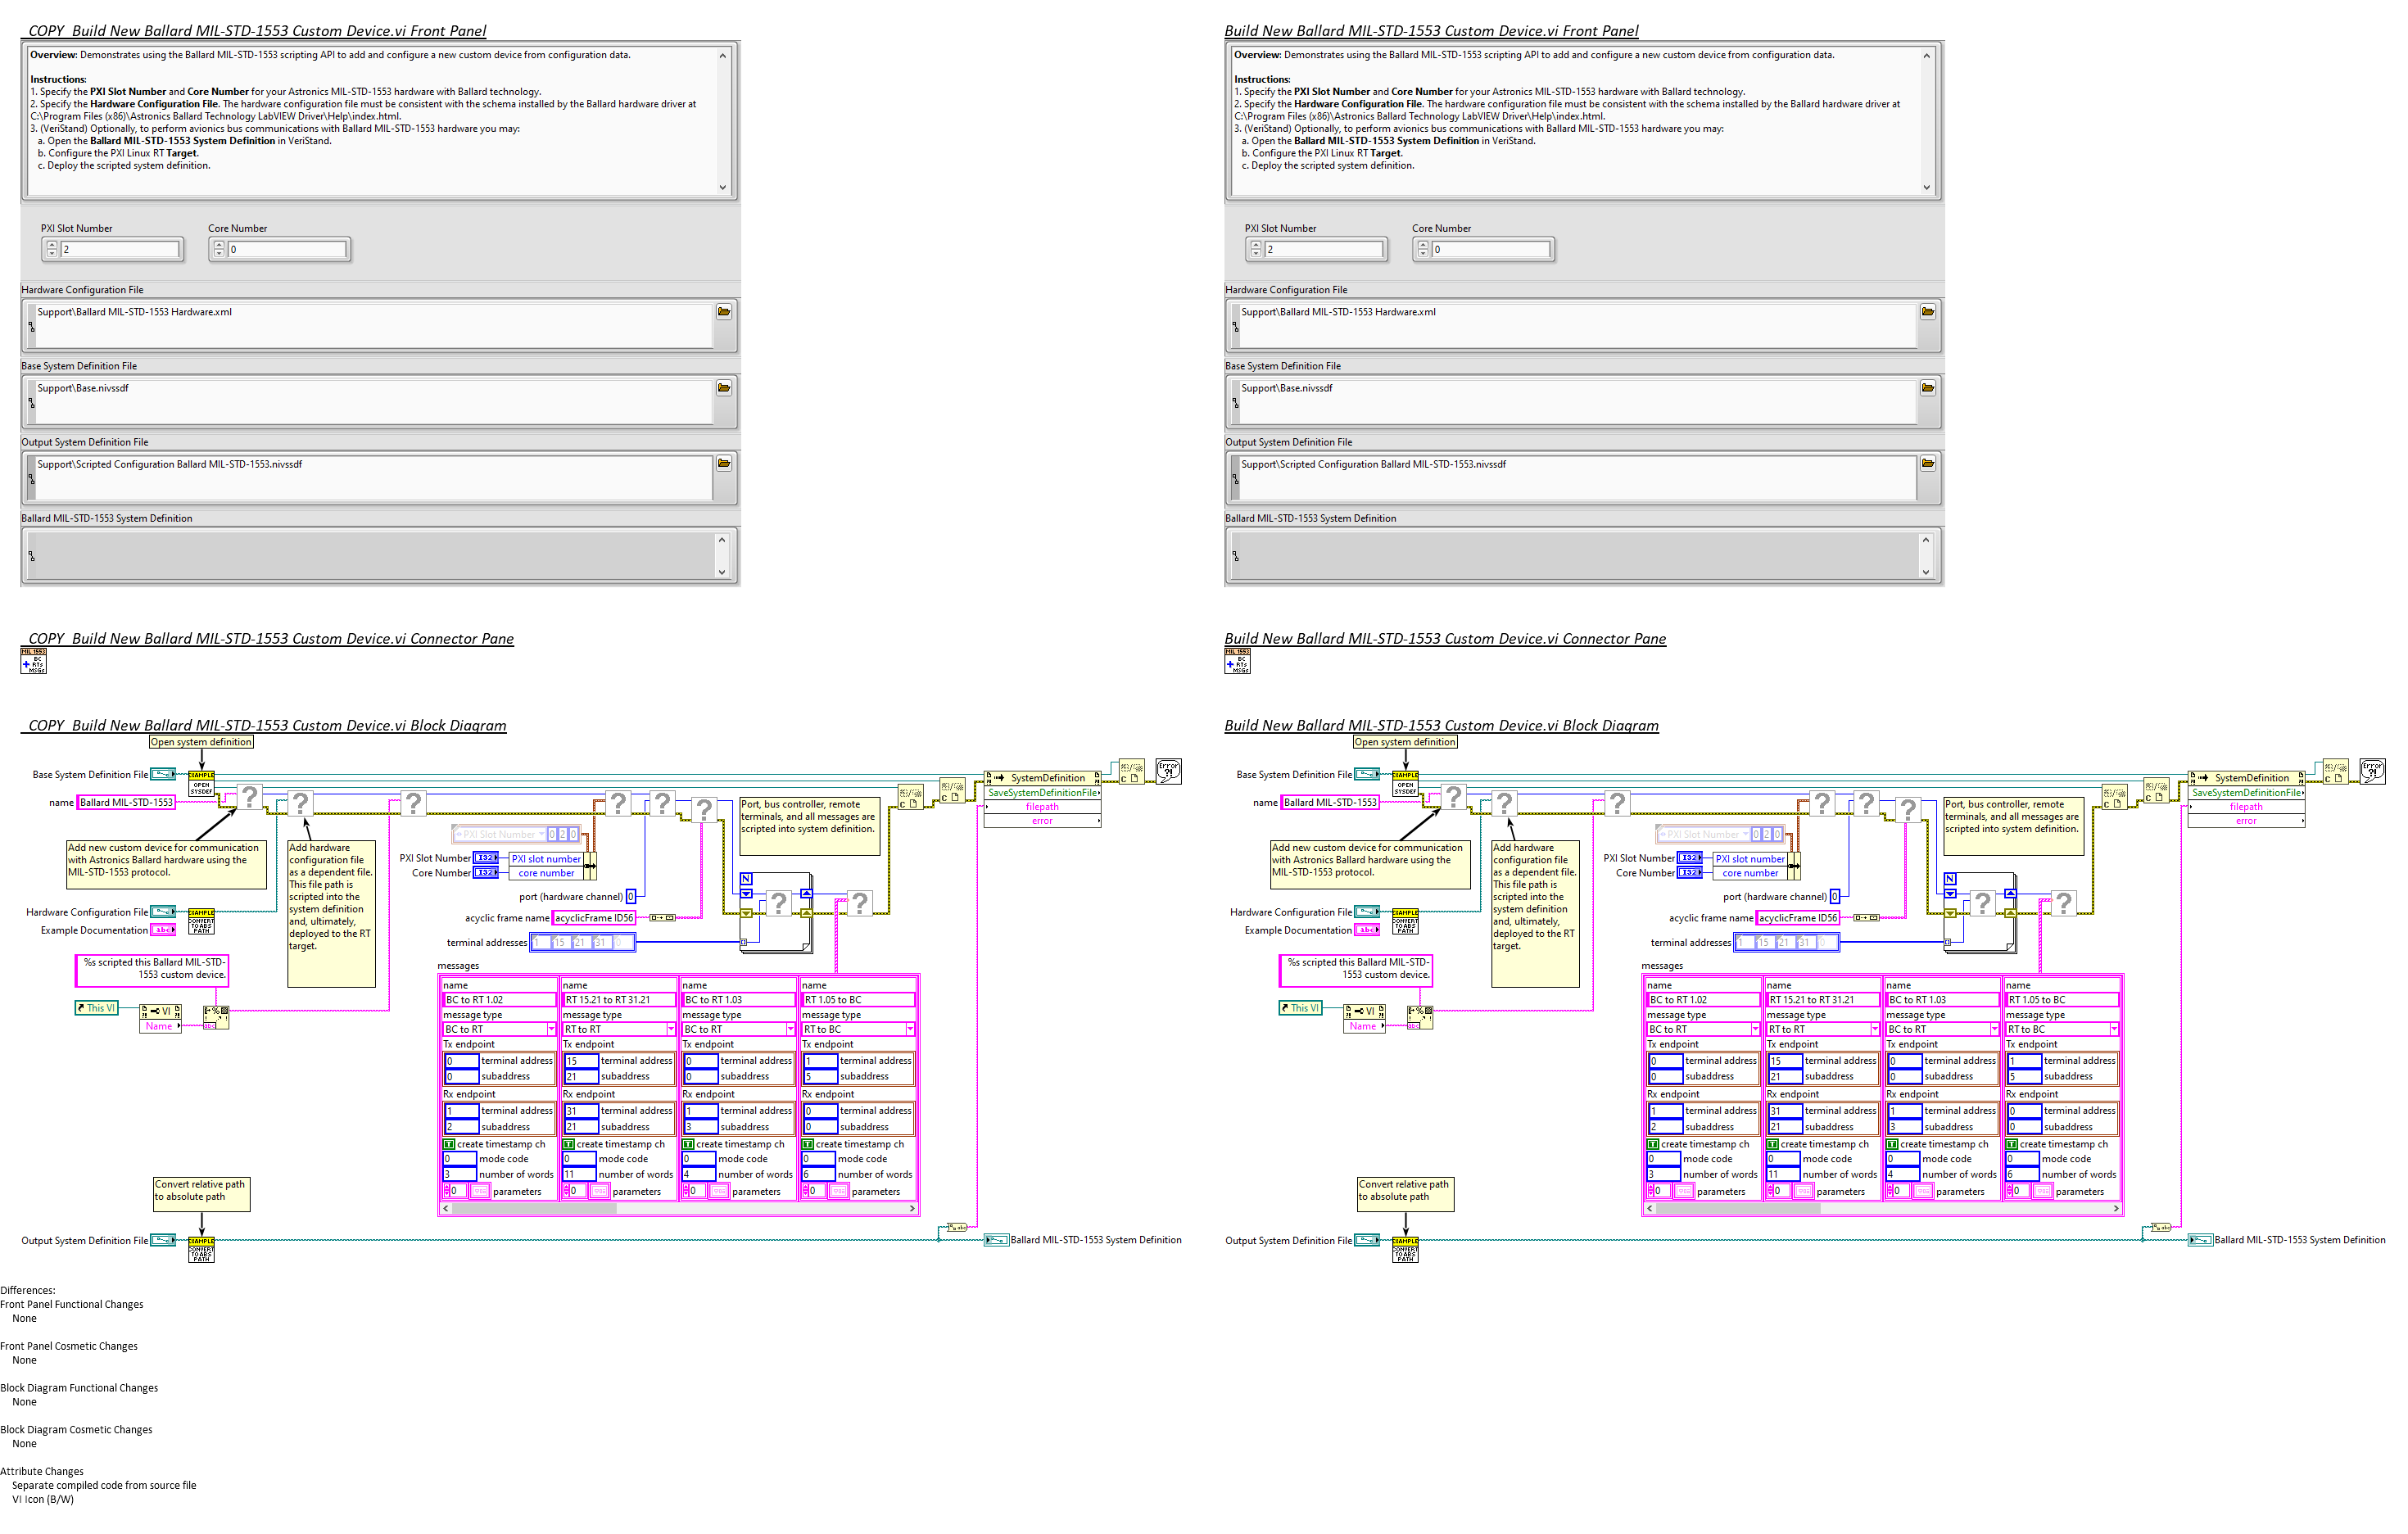 COPY  Build New Ballard MIL-STD-1553 Custom Device.vi Front Panel
Overview: Demonstrates using the Ballard MIL-STD-1553 scripting API to add and configure a new custom device from configuration data.
Instructions:
1. Specify the PXI Slot Number and Core Number for your Astronics MIL-STD-1553 hardware with Ballard technology.
2. Specify the Hardware Configuration File. The hardware configuration file must be consistent with the schema installed by the Ballard hardware driver at
C:\Program Files (x86)\Astronics Ballard Technology LabVIEW Driver\Help\index.html.
3. (VeriStand) Optionally, to perform avionics bus communications with Ballard MIL-STD-1553 hardware you may:
a. Open the Ballard MIL-STD-1553 System Definition in VeriStand.
b. Configure the PXI Linux RT Target.
c. Deploy the scripted system definition.
PXI Slot Number Core Number
2 0
Hardware Configuration File
Support\Ballard MIL-STD-1553 Hardware.xml
Base System Definition File
Support\Base.nivssdf
Output System Definition File
Support\Scripted Configuration Ballard MIL-STD-1553.nivssdf
Ballard MIL-STD-1553 System Definition
Build New Ballard MIL-STD-1553 Custom Device.vi Front Panel
Overview: Demonstrates using the Ballard MIL-STD-1553 scripting API to add and configure a new custom device from configuration data.
Instructions:
1. Specify the PXI Slot Number and Core Number for your Astronics MIL-STD-1553 hardware with Ballard technology.
2. Specify the Hardware Configuration File. The hardware configuration file must be consistent with the schema installed by the Ballard hardware driver at
C:\Program Files (x86)\Astronics Ballard Technology LabVIEW Driver\Help\index.html.
3. (VeriStand) Optionally, to perform avionics bus communications with Ballard MIL-STD-1553 hardware you may:
a. Open the Ballard MIL-STD-1553 System Definition in VeriStand.
b. Configure the PXI Linux RT Target.
c. Deploy the scripted system definition.
PXI Slot Number Core Number
2 0
Hardware Configuration File
Support\Ballard MIL-STD-1553 Hardware.xml
Base System Definition File
Support\Base.nivssdf
Output System Definition File
Support\Scripted Configuration Ballard MIL-STD-1553.nivssdf
Ballard MIL-STD-1553 System Definition
COPY  Build New Ballard MIL-STD-1553 Custom Device.vi Connector Pane
MIL 1553
BC
+ RTs
MSGs
Build New Ballard MIL-STD-1553 Custom Device.vi Connector Pane
MIL 1553
BC
+ RTs
MSGs
COPY  Build New Ballard MIL-STD-1553 Custom Device.vi Block Diagram
Open system definition
Base System Definition File
EXAMPLE
OPEN
SYSDEF
name Ballard MIL-STD-1553
SystemDefinition
SaveSystemDefinitionFile
filepath
error
Error
?!
Port, bus controller, remote
terminals, and all messages are
scripted into system definition.
PXI Slot Number 0 2 0
Add new custom device for communication
with Astronics Ballard hardware using the
MIL-STD-1553 protocol.
Add hardware
configuration file
as a dependent file.
This file path is
scripted into the
system definition
and, ultimately,
deployed to the RT
target.
PXI Slot Number I32 PXI slot number
Core Number I32 core number
N
port (hardware channel) 0
Hardware Configuration File
EXAMPLE
CONVERT
TO ABS
PATH
acyclic frame name acyclicFrame ID56
Example Documentation abc
terminal addresses 1 15 21 31 0
%s scripted this Ballard MIL-STD-
1553 custom device.
This VI
VI
Name
messages
name name name name
BC to RT 1.02 RT 15.21 to RT 31.21 BC to RT 1.03 RT 1.05 to BC
message type message type message type message type
BC to RT RT to RT BC to RT RT to BC
Tx endpoint Tx endpoint Tx endpoint Tx endpoint
0 terminal address 15 terminal address 0 terminal address 1 terminal address
0 subaddress 21 subaddress 0 subaddress 5 subaddress
Rx endpoint Rx endpoint Rx endpoint Rx endpoint
1 terminal address 31 terminal address 1 terminal address 0 terminal address
2 subaddress 21 subaddress 3 subaddress 0 subaddress
T create timestamp ch T create timestamp ch T create timestamp ch T create timestamp ch
0 mode code 0 mode code 0 mode code 0 mode code
3 number of words 11 number of words 4 number of words 6 number of words
0 parameters 0 parameters 0 parameters 0 parameters
Convert relative path
to absolute path
Output System Definition File
EXAMPLE
CONVERT
TO ABS
PATH
Ballard MIL-STD-1553 System Definition
Build New Ballard MIL-STD-1553 Custom Device.vi Block Diagram
Open system definition
Base System Definition File
EXAMPLE
OPEN
SYSDEF
name Ballard MIL-STD-1553
SystemDefinition
SaveSystemDefinitionFile
filepath
error
Error
?!
Port, bus controller, remote
terminals, and all messages are
scripted into system definition.
PXI Slot Number 0 2 0
Add new custom device for communication
with Astronics Ballard hardware using the
MIL-STD-1553 protocol.
Add hardware
configuration file
as a dependent file.
This file path is
scripted into the
system definition
and, ultimately,
deployed to the RT
target.
PXI Slot Number I32 PXI slot number
Core Number I32 core number
N
port (hardware channel) 0
Hardware Configuration File
EXAMPLE
CONVERT
TO ABS
PATH
acyclic frame name acyclicFrame ID56
Example Documentation abc
terminal addresses 1 15 21 31 0
%s scripted this Ballard MIL-STD-
1553 custom device.
This VI
VI
Name
messages
name name name name
BC to RT 1.02 RT 15.21 to RT 31.21 BC to RT 1.03 RT 1.05 to BC
message type message type message type message type
BC to RT RT to RT BC to RT RT to BC
Tx endpoint Tx endpoint Tx endpoint Tx endpoint
0 terminal address 15 terminal address 0 terminal address 1 terminal address
0 subaddress 21 subaddress 0 subaddress 5 subaddress
Rx endpoint Rx endpoint Rx endpoint Rx endpoint
1 terminal address 31 terminal address 1 terminal address 0 terminal address
2 subaddress 21 subaddress 3 subaddress 0 subaddress
T create timestamp ch T create timestamp ch T create timestamp ch T create timestamp ch
0 mode code 0 mode code 0 mode code 0 mode code
3 number of words 11 number of words 4 number of words 6 number of words
0 parameters 0 parameters 0 parameters 0 parameters
Convert relative path
to absolute path
Output System Definition File
EXAMPLE
CONVERT
TO ABS
PATH
Ballard MIL-STD-1553 System Definition
Differences:
Front Panel Functional Changes
None
Front Panel Cosmetic Changes
None
Block Diagram Functional Changes
None
Block Diagram Cosmetic Changes
None
Attribute Changes
Separate compiled code from source file
VI Icon (B/W)